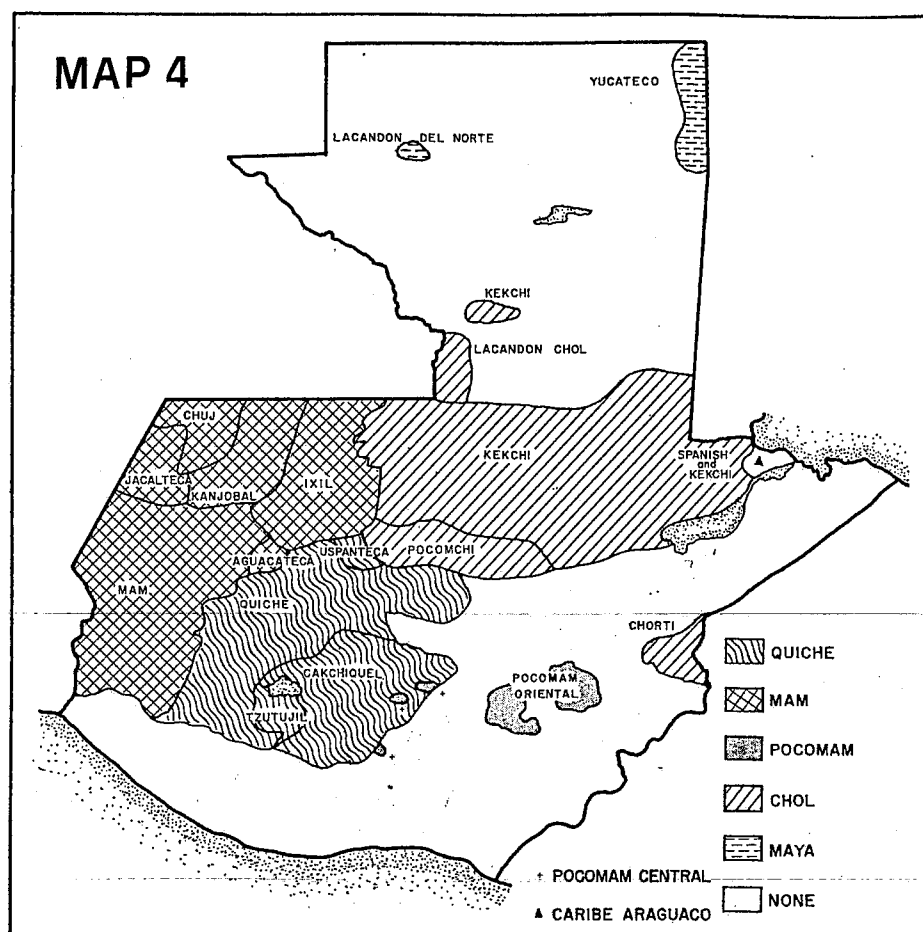 MAP 4
YUCATECO
LACANDON DEL NORTE
KEKCHI
LACANDON CHOL
CHUJ
JACALTECA
KANJOBAL
IXIL
KEKCHI
SPANISH
and
KEKCHI
AGUACATECA
USPANTECA
POCOMCHI
MAM
QUICHE
CHORTI
CAKCHIQUEL
TZUTUJIL
POCOMAM
ORIENTAL
QUICHE
MAM
POCOMAM
CHOL
MAYA
NONE
+ POCOMAM CENTRAL
▲ CARIBE ARAGUACO